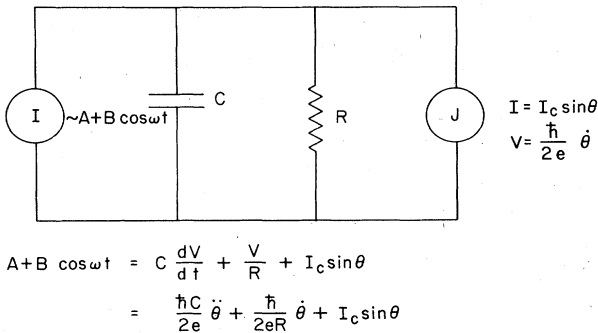 I
~A+B cosωt
C
R
J
I = I_c sinθ
V = ħ/2e θ̇
A+B cosωt = C dV/dt + V/R + I_c sinθ
= ħC/2e θ̈ + ħ/2eR θ̇ + I_c sinθ